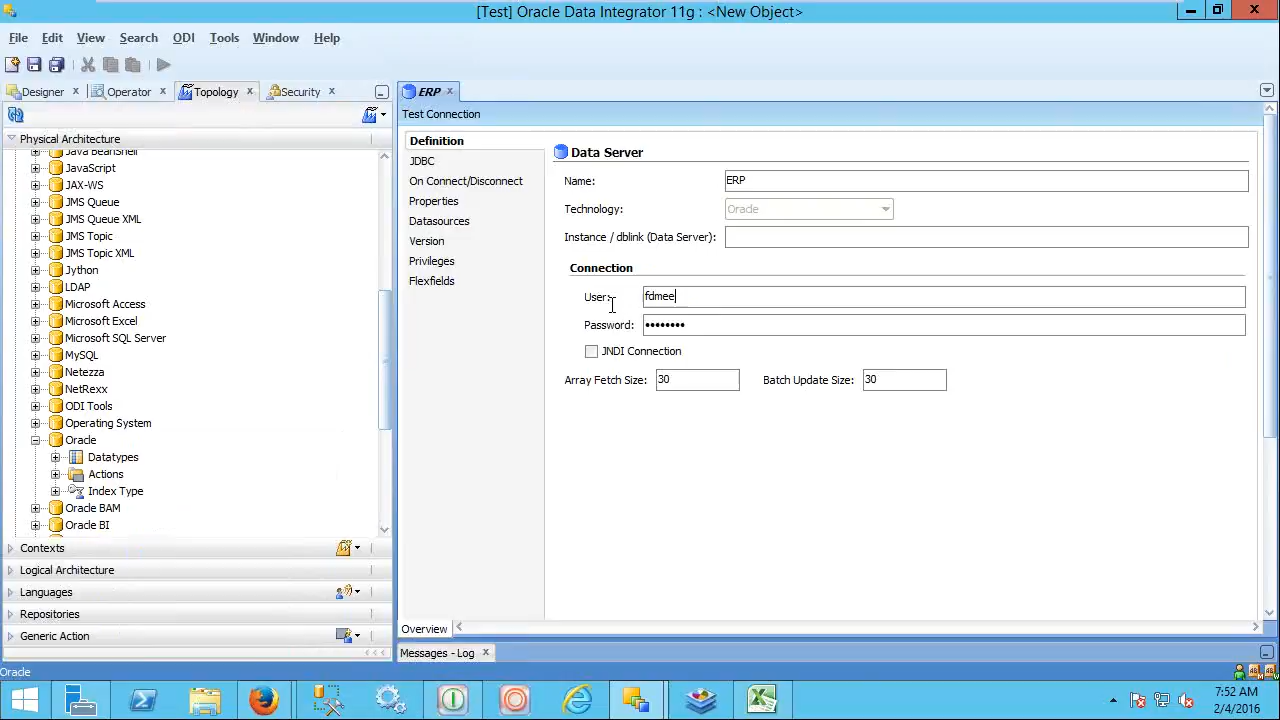 [Test] Oracle Data Integrator 11g : <New Object>
File Edit View Search ODI Tools Window Help
Designer Operator Topology Security
ERP
Test Connection
Physical Architecture
Java BeanShell
JavaScript
JAX-WS
JMS Queue
JMS Queue XML
JMS Topic
JMS Topic XML
Jython
LDAP
Microsoft Access
Microsoft Excel
Microsoft SQL Server
MySQL
Netezza
NetRexx
ODI Tools
Operating System
Oracle
Datatypes
Actions
Index Type
Oracle BAM
Oracle BI
Contexts
Logical Architecture
Languages
Repositories
Generic Action
Definition
JDBC
On Connect/Disconnect
Properties
Datasources
Version
Privileges
Flexfields
Data Server
Name: ERP
Technology: Oracle
Instance / dblink (Data Server):
Connection
User: fdmee
Password: ••••••••
JNDI Connection
Array Fetch Size: 30 Batch Update Size: 30
Overview
Messages - Log
Oracle
7:52 AM
2/4/2016